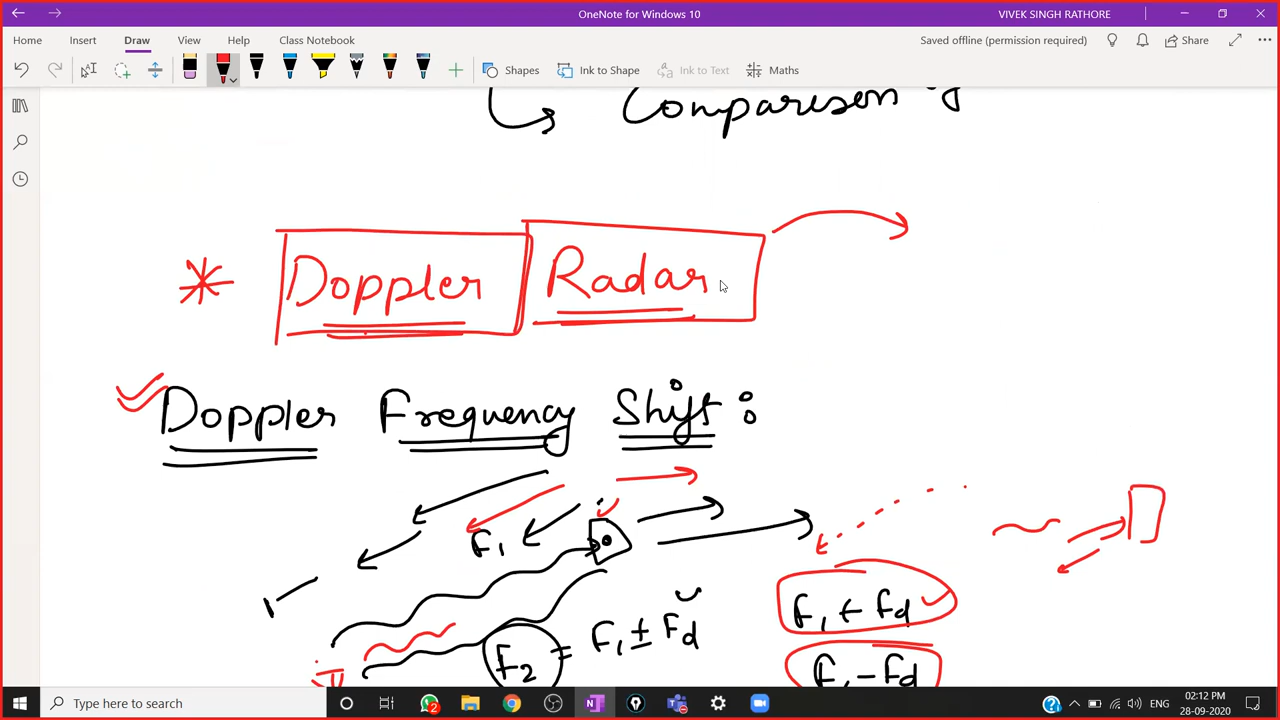 OneNote for Windows 10
VIVEK SINGH RATHORE
Home Insert Draw View Help Class Notebook
Saved offline (permission required) Share
Shapes Ink to Shape Ink to Text Maths
Comparison of
Doppler Radar
Doppler Frequency Shift :
F1
F1 + Fd
F2 = F1 ± Fd
F1 - Fd
Type here to search
2
ENG
02:12 PM
28-09-2020